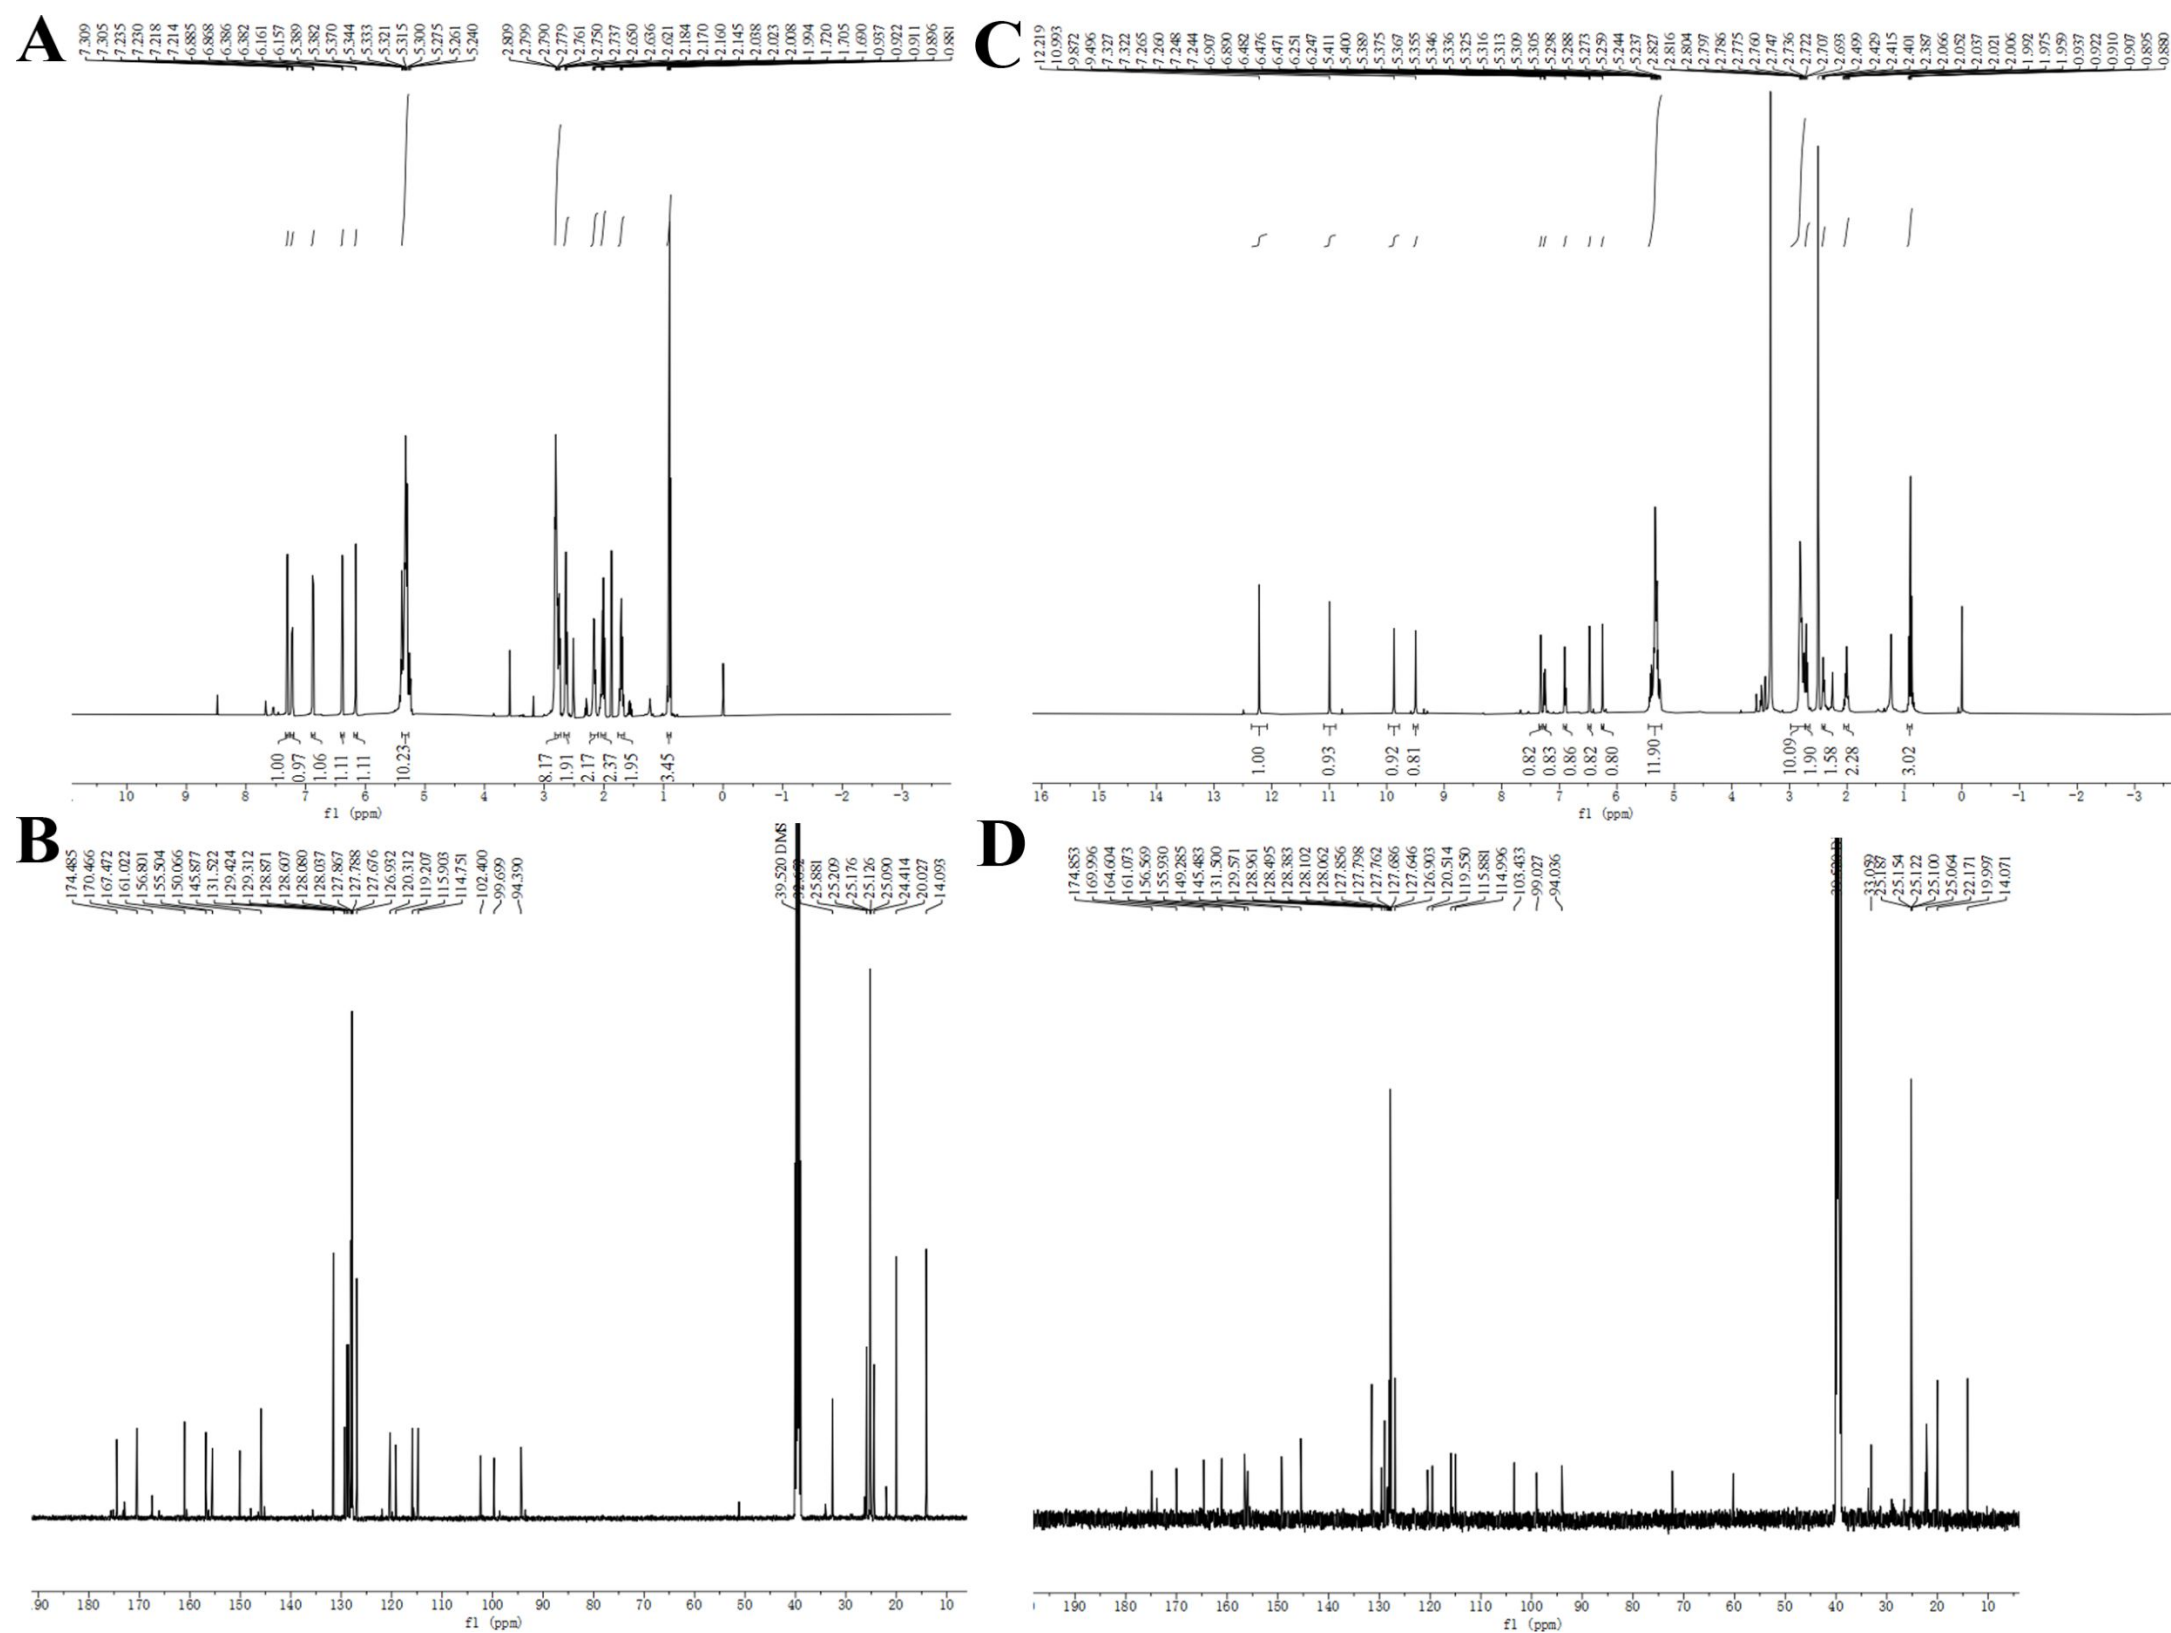 A
7.309 7.305 7.235 7.230 7.218 7.214 6.885 6.868 6.386 6.382 6.161 6.157 5.389 5.382 5.370 5.344 5.333 5.321 5.315 5.300 5.275 5.261 5.240
2.809 2.799 2.790 2.779 2.761 2.750 2.737 2.650 2.636 2.621 2.184 2.170 2.160 2.145 2.038 2.023 2.008 1.994 1.720 1.705 1.690 0.937 0.922 0.911 0.896 0.881
1.00 0.97 1.06 1.11 1.11 10.23 8.17 1.91 2.17 2.37 1.95 3.45
10 9 8 7 6 5 4 3 2 1 0 -1 -2 -3
f1 (ppm)
C
12.219 10.993 9.872 9.496 7.327 7.322 7.265 7.260 7.248 7.244 6.907 6.890 6.482 6.476 6.471 6.251 6.247 5.411 5.400 5.389 5.375 5.367 5.355 5.346 5.336 5.325 5.316 5.313 5.309 5.305 5.298 5.288 5.273 5.259 5.244 5.237 2.827 2.816 2.804 2.797 2.786 2.775 2.760 2.747 2.736 2.722 2.707 2.693 2.499 2.429 2.415 2.401 2.387 2.066 2.052 2.037 2.021 2.006 1.992 1.975 1.959 0.937 0.922 0.910 0.907 0.895 0.880
1.00 0.93 0.92 0.81 0.82 0.83 0.86 0.82 0.80 11.90 10.09 1.90 1.58 2.28 3.02
16 15 14 13 12 11 10 9 8 7 6 5 4 3 2 1 0 -1 -2 -3
f1 (ppm)
B
174.485 170.466 167.472 161.022 156.801 155.504 150.066 145.877 131.522 129.424 129.312 128.871 128.607 128.080 128.037 127.867 127.788 127.676 126.932 120.312 119.207 115.903 114.751 102.400 99.699 94.390
39.520 DMS 25.881 25.209 25.176 25.126 25.090 24.414 20.027 14.093
190 180 170 160 150 140 130 120 110 100 90 80 70 60 50 40 30 20 10
f1 (ppm)
D
174.853 169.996 164.604 161.073 156.569 155.930 149.285 145.483 131.500 129.571 128.961 128.495 128.383 128.102 128.062 127.856 127.798 127.762 127.686 127.646 126.903 120.514 119.550 115.881 114.996 103.433 99.027 94.036
33.059 25.187 25.154 25.122 25.100 25.064 22.171 19.997 14.071
190 180 170 160 150 140 130 120 110 100 90 80 70 60 50 40 30 20 10
f1 (ppm)